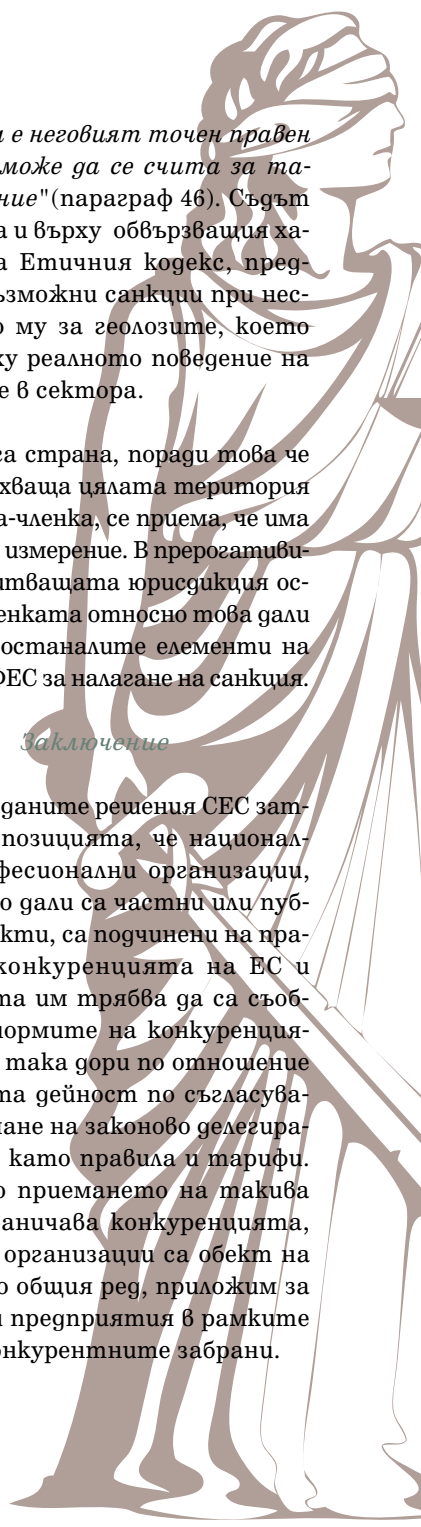 е неговият точен правен
може да се счита за та-
ние"(параграф 46). Съдът
а и върху обвързващия ха-
а Етичния кодекс, пред-
ъзможни санкции при нес-
о му за геолозите, което
ху реалното поведение на
е в сектора.
га страна, поради това че
хваща цялата територия
а-членка, се приема, че има
измерение. В прерогативи-
итващата юрисдикция ос-
енката относно това дали
останалите елементи на
ФЕС за налагане на санкция.
Заключение
даните решения СЕС зат-
позицията, че национал-
фесионални организации,
о дали са частни или пуб-
кти, са подчинени на пра-
конкуренцията на ЕС и
та им трябва да са съоб-
нормите на конкуренция-
така дори по отношение
та дейност по съгласува-
мане на законово делегира-
като правила и тарифи.
о приемането на такива
аничава конкуренцията,
организации са обект на
о общия ред, приложим за
и предприятия в рамките
онкурентните забрани.